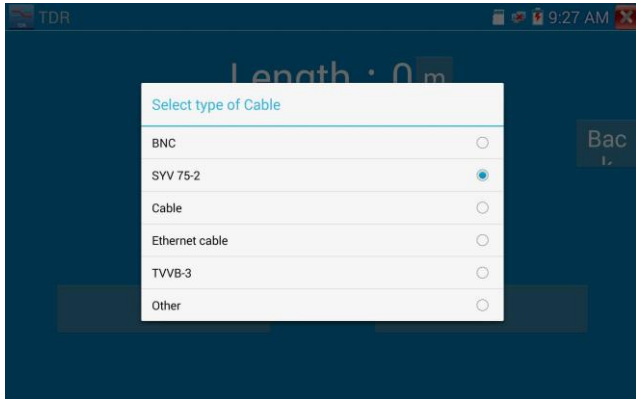 TDR 9:27 AM
Length : 0 m
Select type of Cable
BNC
SYV 75-2
Cable
Ethernet cable
TVVB-3
Other
Bac
k